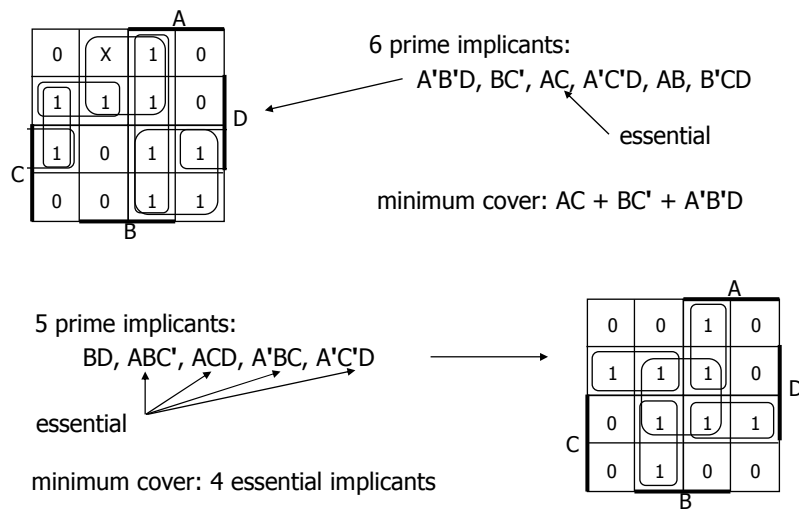 A
0 X 1 0
1 1 1 0
D
1 0 1 1
C
0 0 1 1
B
6 prime implicants:
A'B'D, BC', AC, A'C'D, AB, B'CD
essential
minimum cover: AC + BC' + A'B'D
5 prime implicants:
BD, ABC', ACD, A'BC, A'C'D
essential
minimum cover: 4 essential implicants
A
0 0 1 0
1 1 1 0
D
0 1 1 1
C
0 1 0 0
B